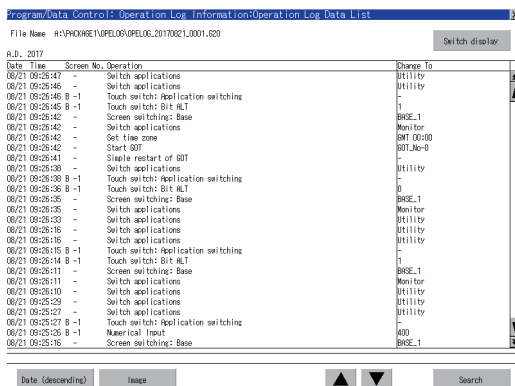 Program/Data Control: Operation Log Information:Operation Log Data List
File Name A:\PACKAGE1\OPELOG\OPELOG_20170821_0001.G2O
Switch display
A.D. 2017
Date Time Screen No. Operation Change To
08/21 09:26:47 - Switch applications Utility
08/21 09:26:46 - Switch applications Utility
08/21 09:26:46 B -1 Touch switch: Application switching -
08/21 09:26:45 B -1 Touch switch: Bit ALT 1
08/21 09:26:42 - Screen switching: Base BASE_1
08/21 09:26:42 - Switch applications Monitor
08/21 09:26:42 - Set time zone GMT 00:00
08/21 09:26:42 - Start GOT GOT_No-0
08/21 09:26:41 - Simple restart of GOT -
08/21 09:26:38 - Switch applications Utility
08/21 09:26:38 B -1 Touch switch: Application switching -
08/21 09:26:36 B -1 Touch switch: Bit ALT 0
08/21 09:26:35 - Screen switching: Base BASE_1
08/21 09:26:35 - Switch applications Monitor
08/21 09:26:33 - Switch applications Utility
08/21 09:26:16 - Switch applications Utility
08/21 09:26:16 - Switch applications Utility
08/21 09:26:15 B -1 Touch switch: Application switching -
08/21 09:26:14 B -1 Touch switch: Bit ALT 1
08/21 09:26:11 - Screen switching: Base BASE_1
08/21 09:26:11 - Switch applications Monitor
08/21 09:26:10 - Switch applications Utility
08/21 09:25:29 - Switch applications Utility
08/21 09:25:27 - Switch applications Utility
08/21 09:25:27 B -1 Touch switch: Application switching -
08/21 09:25:26 B -1 Numerical Input 400
08/21 09:25:16 - Screen switching: Base BASE_1
Date (descending) Image ▲ ▼ Search